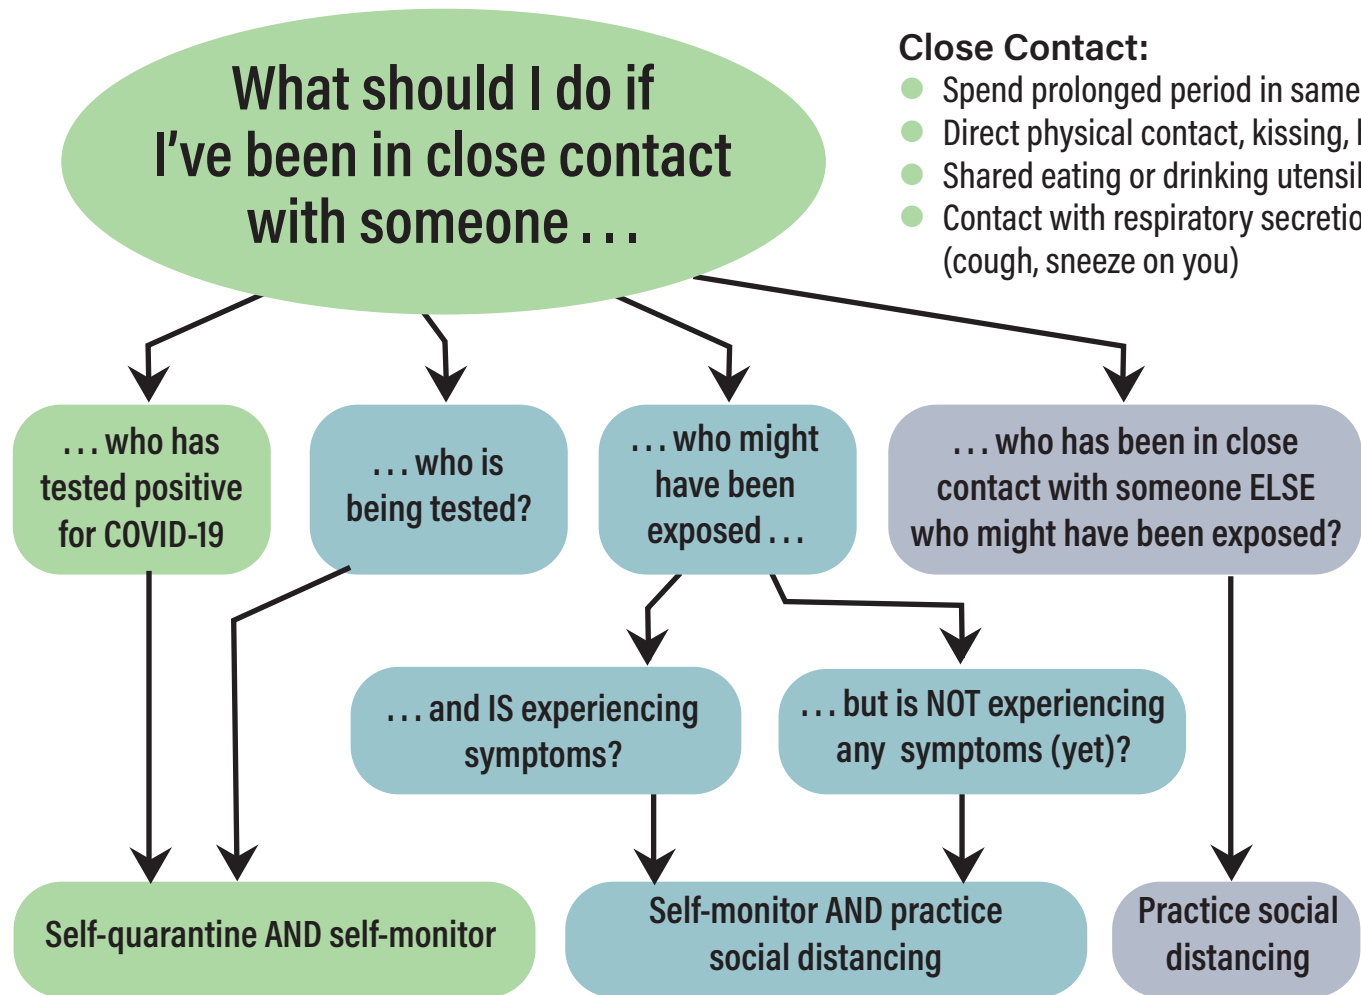 What should I do if
I've been in close contact
with someone . . .
Close Contact:
Spend prolonged period in same
Direct physical contact, kissing,
Shared eating or drinking
Contact with respiratory
(cough, sneeze on you)
. . . who has
tested positive
for COVID-19
. . . who is
being tested?
. . . who might
have been
exposed . . .
. . . who has been in close
contact with someone ELSE
who might have been exposed?
. . . and IS experiencing
symptoms?
. . . but is NOT experiencing
any symptoms (yet)?
Self-quarantine AND self-monitor
Self-monitor AND practice
social distancing
Practice social
distancing